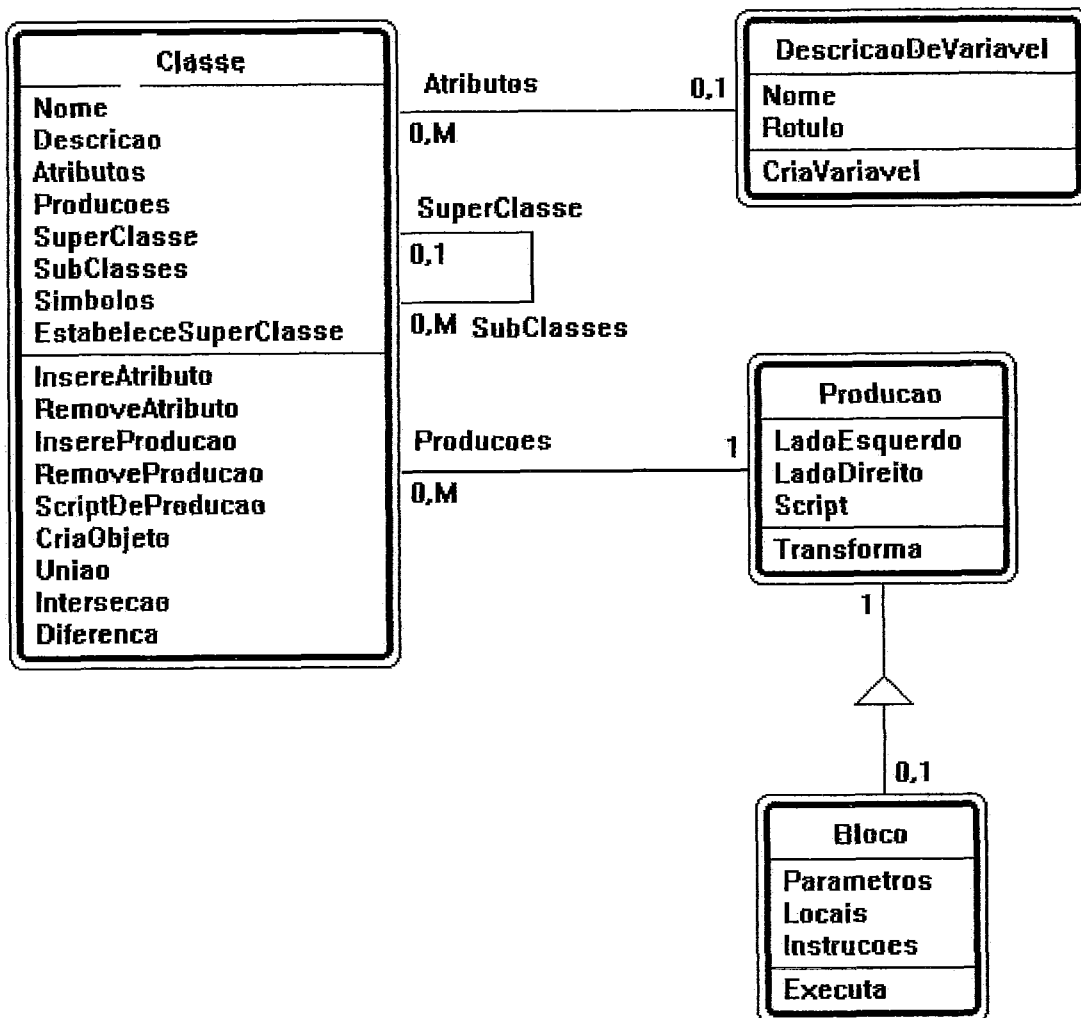 Classe
Nome
Descricao
Atributos
Producoes
SuperClasse
SubClasses
Simbolos
EstabeleceSuperClasse
InsereAtributo
RemoveAtributo
InsereProducao
RemoveProducao
ScriptDeProducao
CriaObjeto
Uniao
Intersecao
Diferenca
Atributos
0,1
0,M
DescricaoDeVariavel
Nome
Rotulo
CriaVariavel
SuperClasse
0,1
0,M SubClasses
Producoes
1
0,M
Producao
LadoEsquerdo
LadoDireito
Script
Transforma
1
0,1
Bloco
Parametros
Locais
Instrucoes
Executa